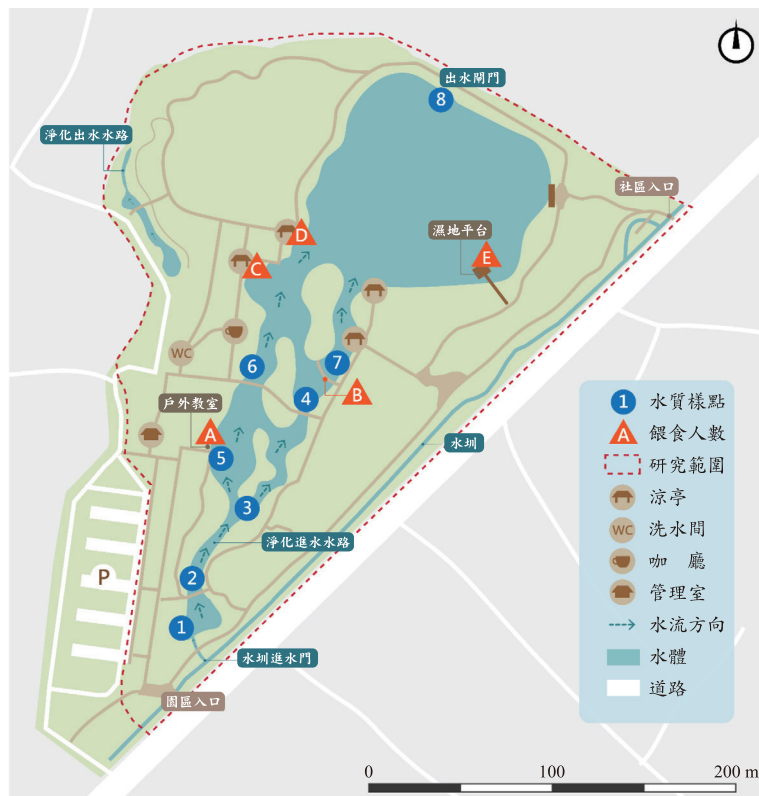 出水閘門
8
淨化出水水路
社區入口
D
濕地平台
E
C
WC
6
7
4
B
戶外教室
A
5
水圳
3
淨化進水水路
P
2
1
水圳進水門
園區入口
1 水質樣點
A 餵食人數
研究範圍
涼亭
WC 洗水間
咖 廳
管理室
水流方向
水體
道路
0 100 200 m